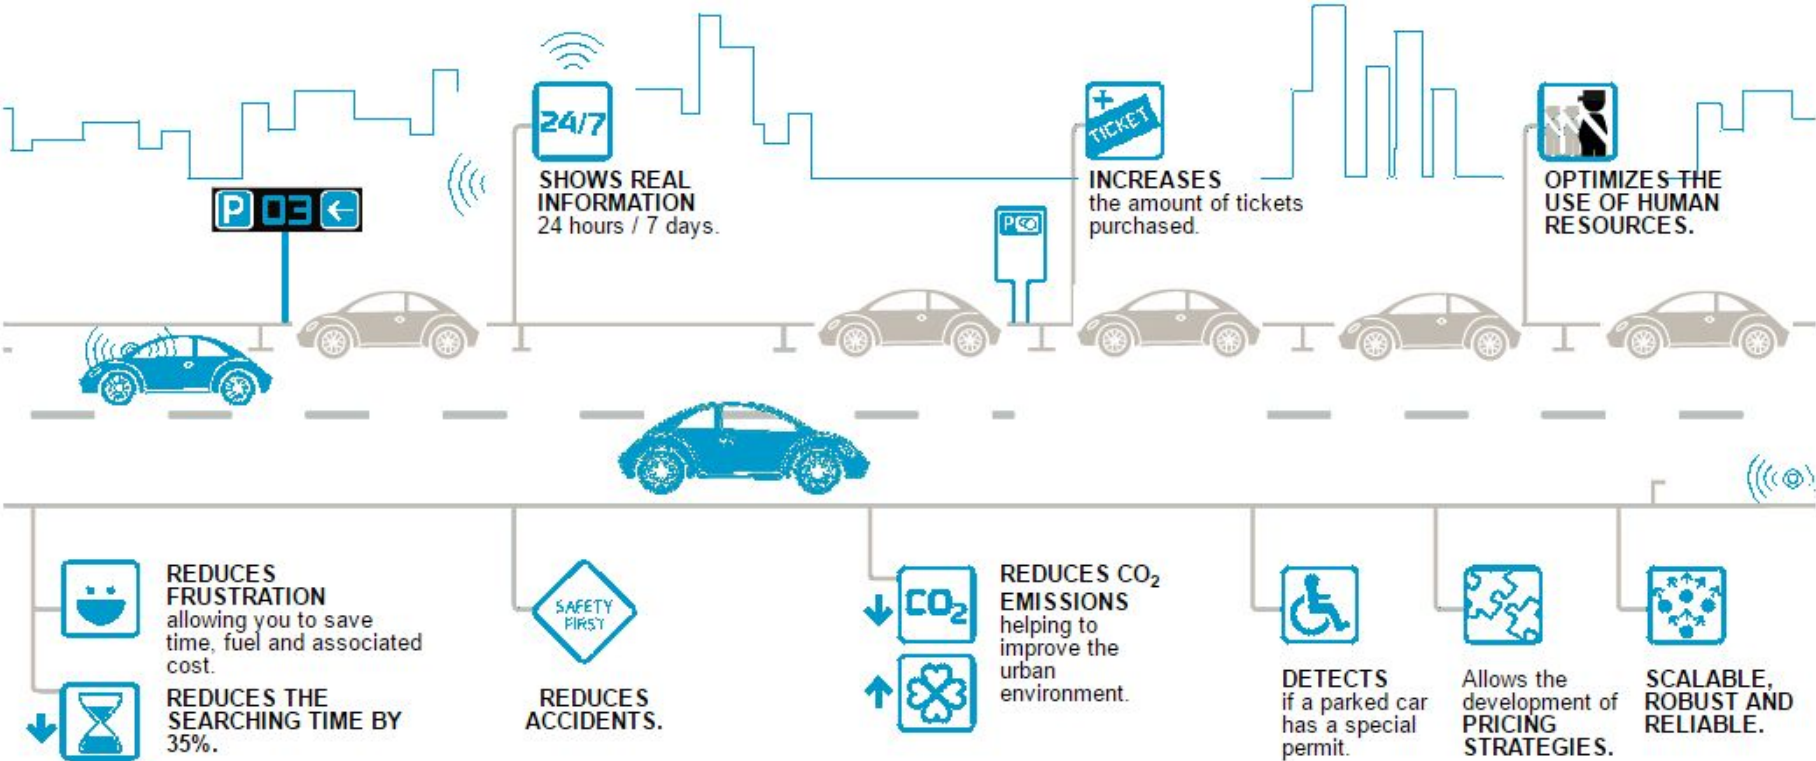 24/7
SHOWS REAL
INFORMATION
24 hours / 7 days.
TICKET
INCREASES
the amount of tickets
purchased.
OPTIMIZES THE
USE OF HUMAN
RESOURCES.
P 03
P
REDUCES
FRUSTRATION
allowing you to save
time, fuel and associated
cost.
REDUCES THE
SEARCHING TIME BY
35%.
SAFETY
FIRST
REDUCES
ACCIDENTS.
CO₂
REDUCES CO₂
EMISSIONS
helping to
improve the
urban
environment.
DETECTS
if a parked car
has a special
permit.
Allows the
development of
PRICING
STRATEGIES.
SCALABLE,
ROBUST AND
RELIABLE.